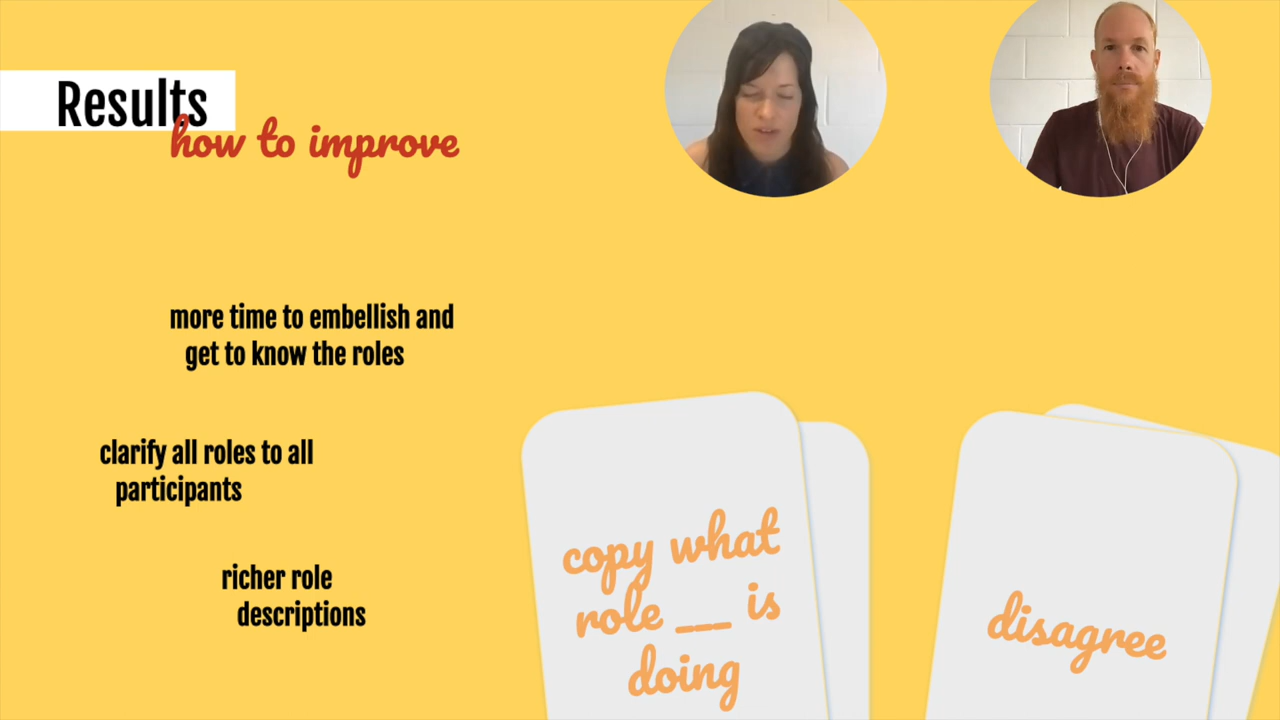 Results
how to improve
more time to embellish and
get to know the roles
clarify all roles to all
participants
richer role
descriptions
copy what
role ___ is
doing
disagree